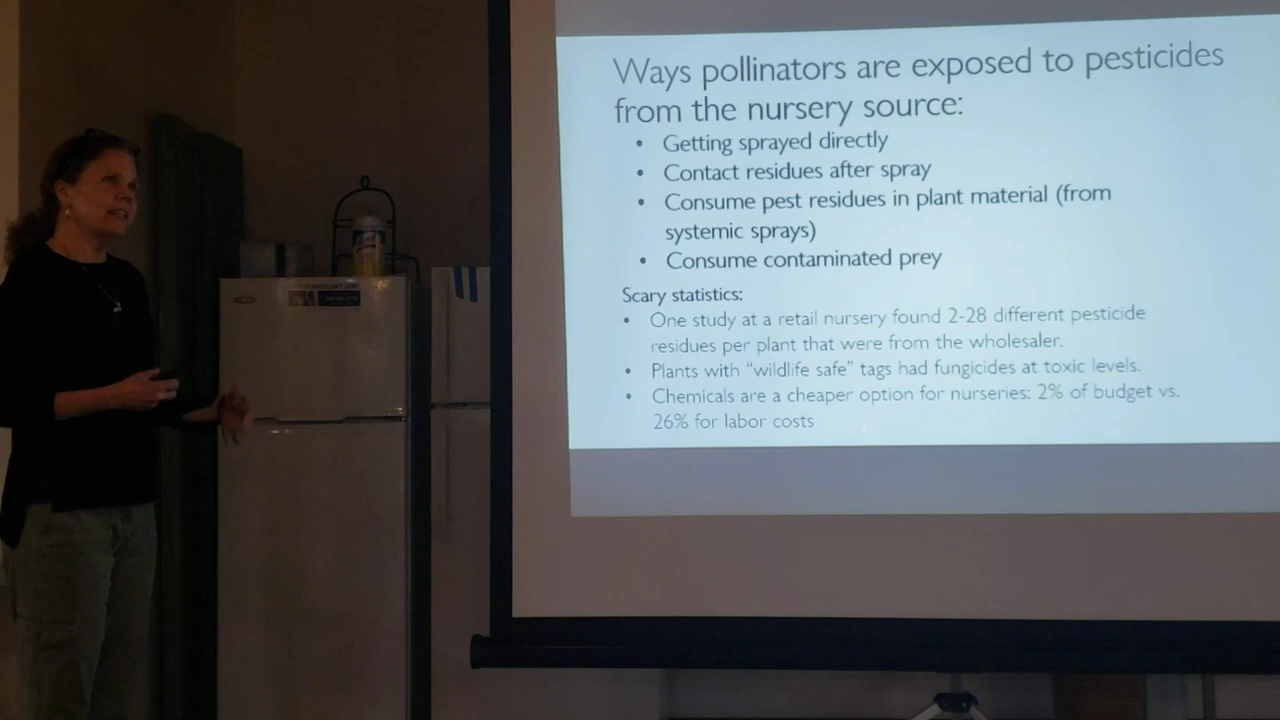 Ways pollinators are exposed to pesticides
from the nursery source:
• Getting sprayed directly
• Contact residues after spray
• Consume pest residues in plant material (from
systemic sprays)
• Consume contaminated prey
Scary statistics:
• One study at a retail nursery found 2-28 different pesticide
residues per plant that were from the wholesaler.
• Plants with “wildlife safe” tags had fungicides at toxic levels.
• Chemicals are a cheaper option for nurseries: 2% of budget vs.
26% for labor costs